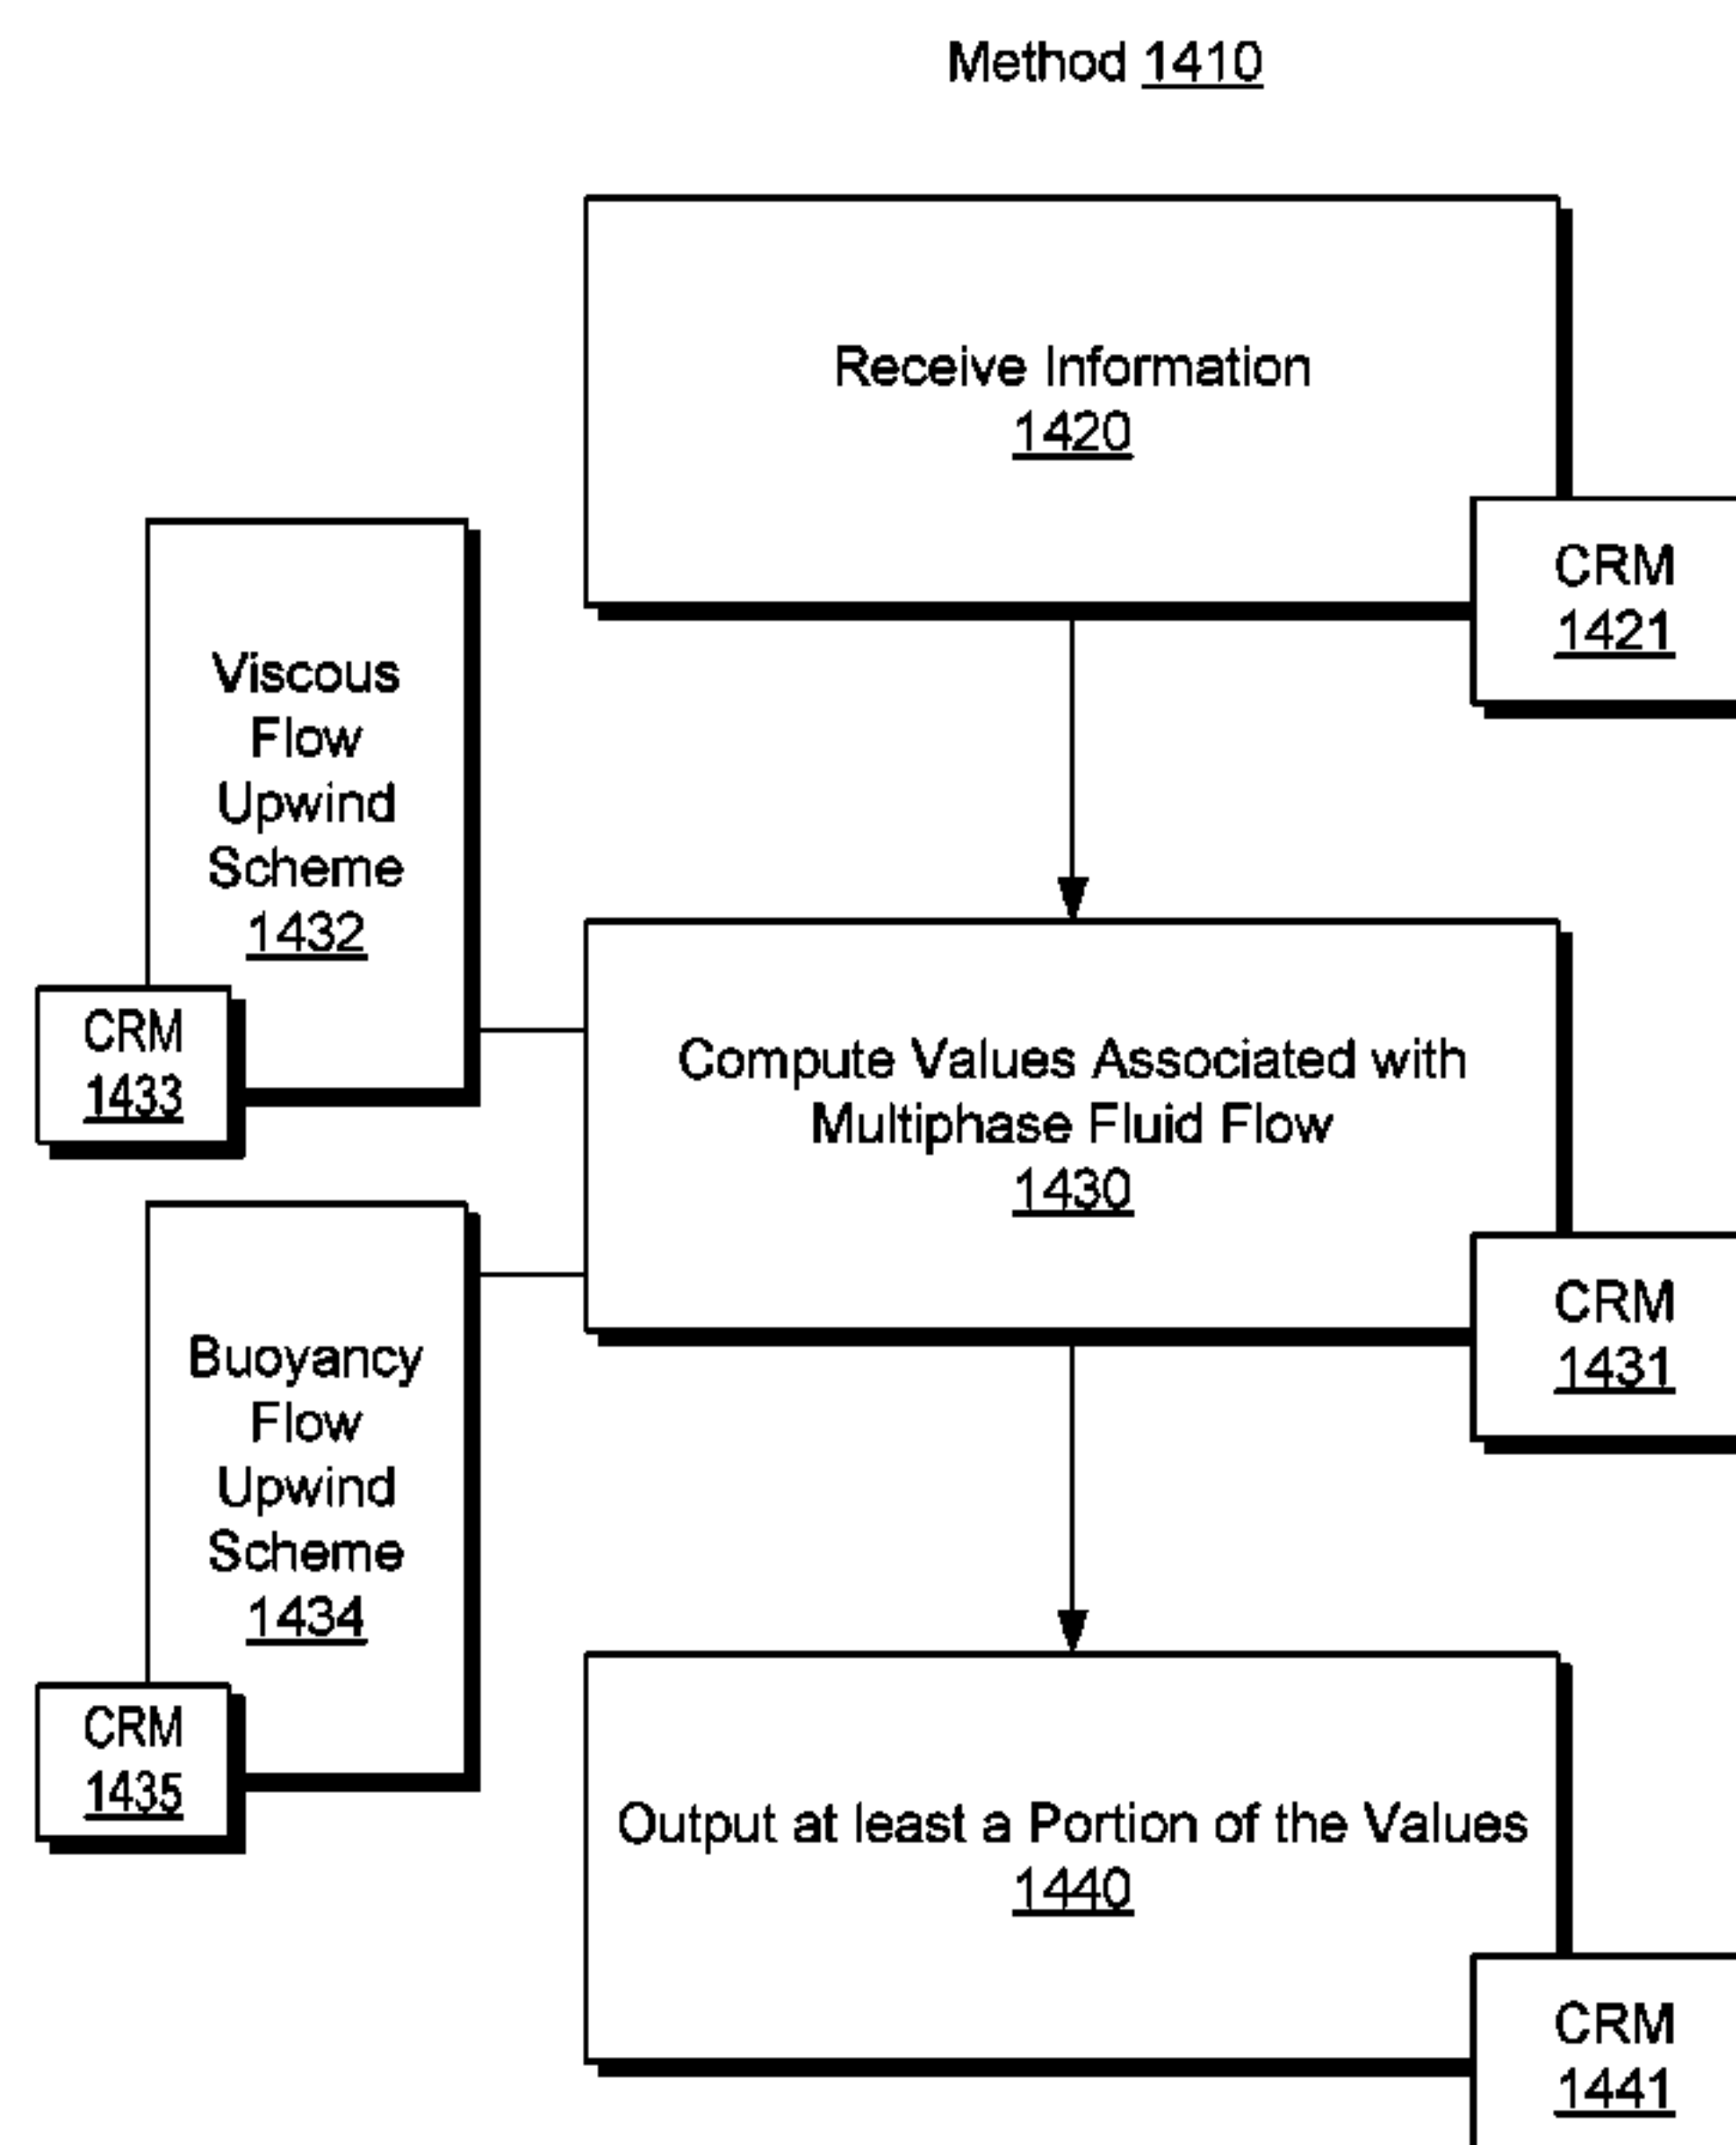 Method 1410
Receive Information
1420
CRM
1421
Viscous
Flow
Upwind
Scheme
1432
CRM
1433
Compute Values Associated with
Multiphase Fluid Flow
1430
CRM
1431
Buoyancy
Flow
Upwind
Scheme
1434
CRM
1435
Output at least a Portion of the Values
1440
CRM
1441